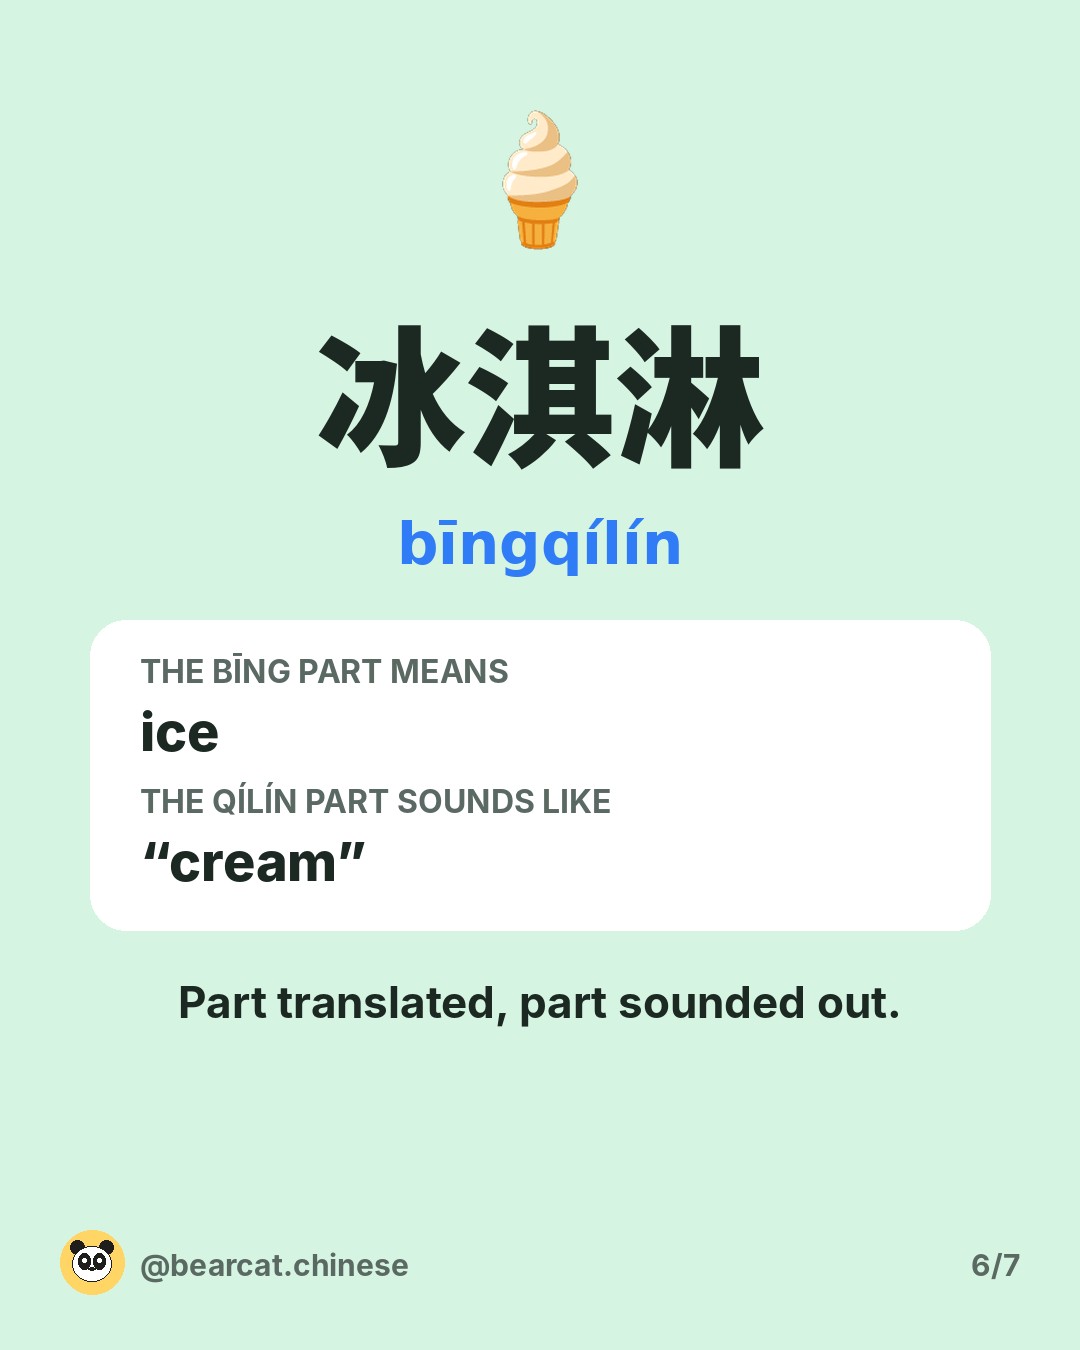 冰淇淋
bīngqílín
THE BĪNG PART MEANS
ice
THE QÍLÍN PART SOUNDS LIKE
“cream”
Part translated, part sounded out.
@bearcat.chinese
6/7